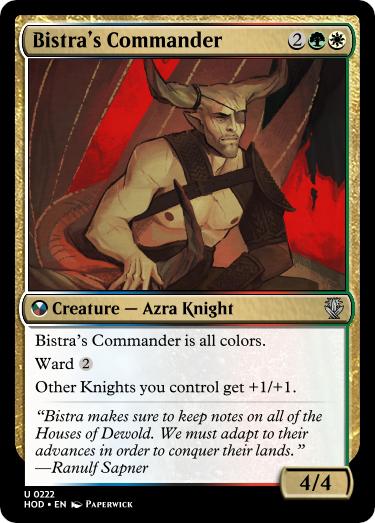 Bistra's Commander 2
Creature — Azra Knight
Bistra's Commander is all colors.
Ward 2
Other Knights you control get +1/+1.
“Bistra makes sure to keep notes on all of the
Houses of Dewold. We must adapt to their
advances in order to conquer their lands.”
—Ranulf Sapner
4/4
U 0222
HOD • EN Paperwick